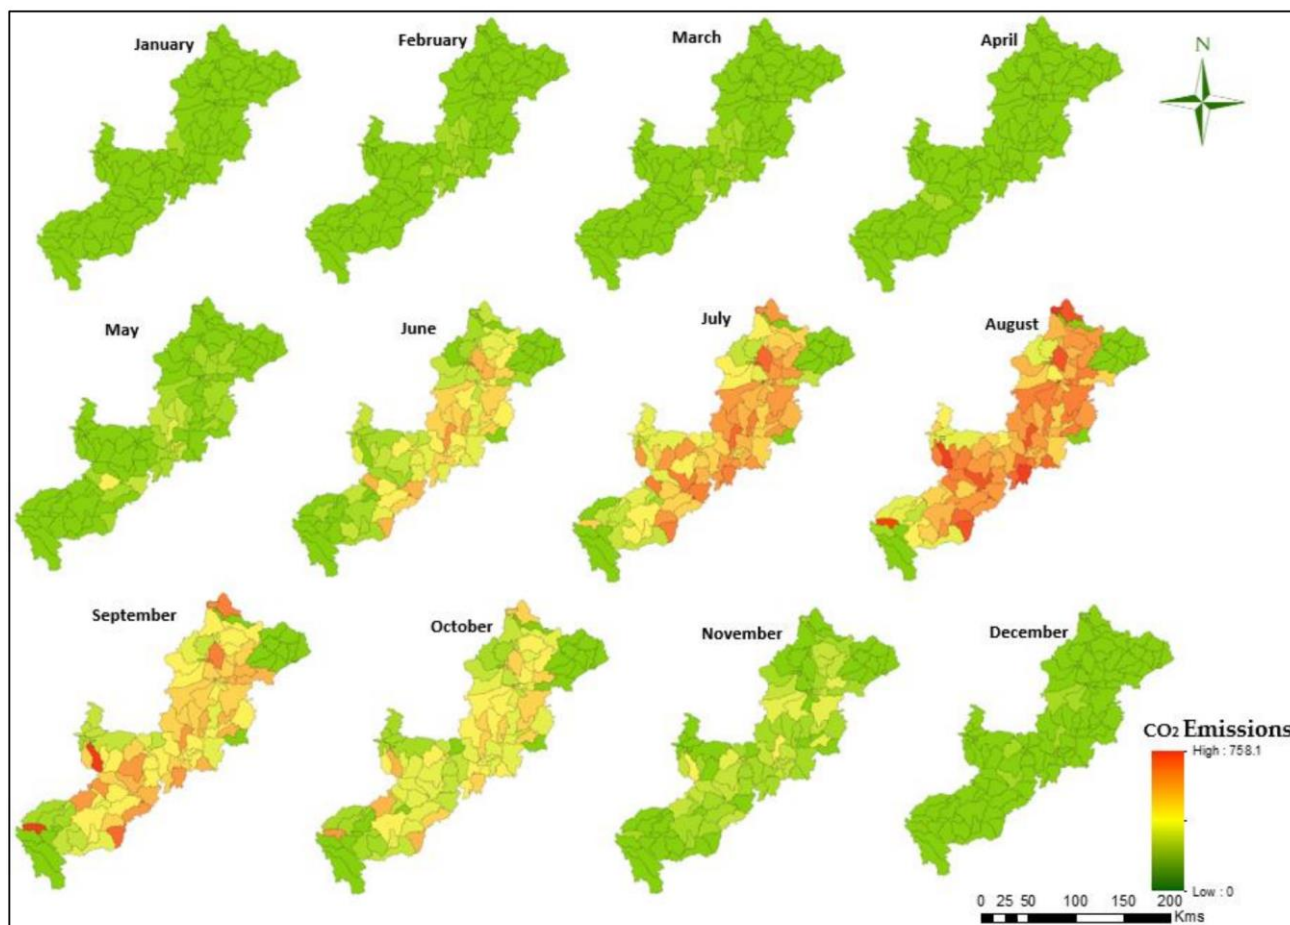 January
February
March
April
N
May
June
July
August
September
October
November
December
CO₂ Emissions
High : 758.1
Low : 0
0 25 50 100 150 200
Kms